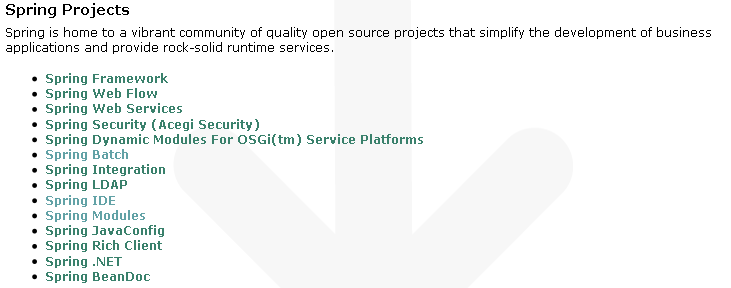 Spring Projects
Spring is home to a vibrant community of quality open source projects that simplify the development of business
applications and provide rock-solid runtime services.
Spring Framework
Spring Web Flow
Spring Web Services
Spring Security (Acegi Security)
Spring Dynamic Modules For OSGi(tm) Service Platforms
Spring Batch
Spring Integration
Spring LDAP
Spring IDE
Spring Modules
Spring JavaConfig
Spring Rich Client
Spring .NET
Spring BeanDoc